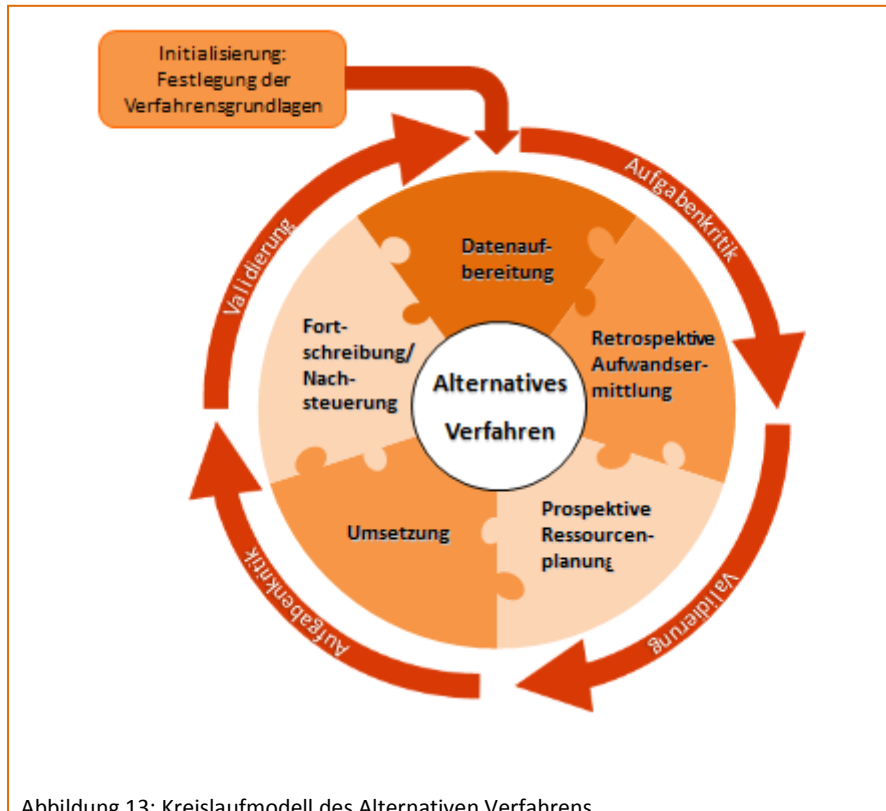 Initialisierung:
Festlegung der
Verfahrensgrundlagen
Aufgabenkritik
Validierung
Datenauf-
bereitung
Retrospektive
Aufwandser-
mittlung
Fort-
schreibung/
Nach-
steuerung
Alternatives
Verfahren
Prospektive
Ressourcen-
planung
Umsetzung
Validierung
Aufgabenkritik
Abbildung 13: Kreislaufmodell des Alternativen Verfahrens